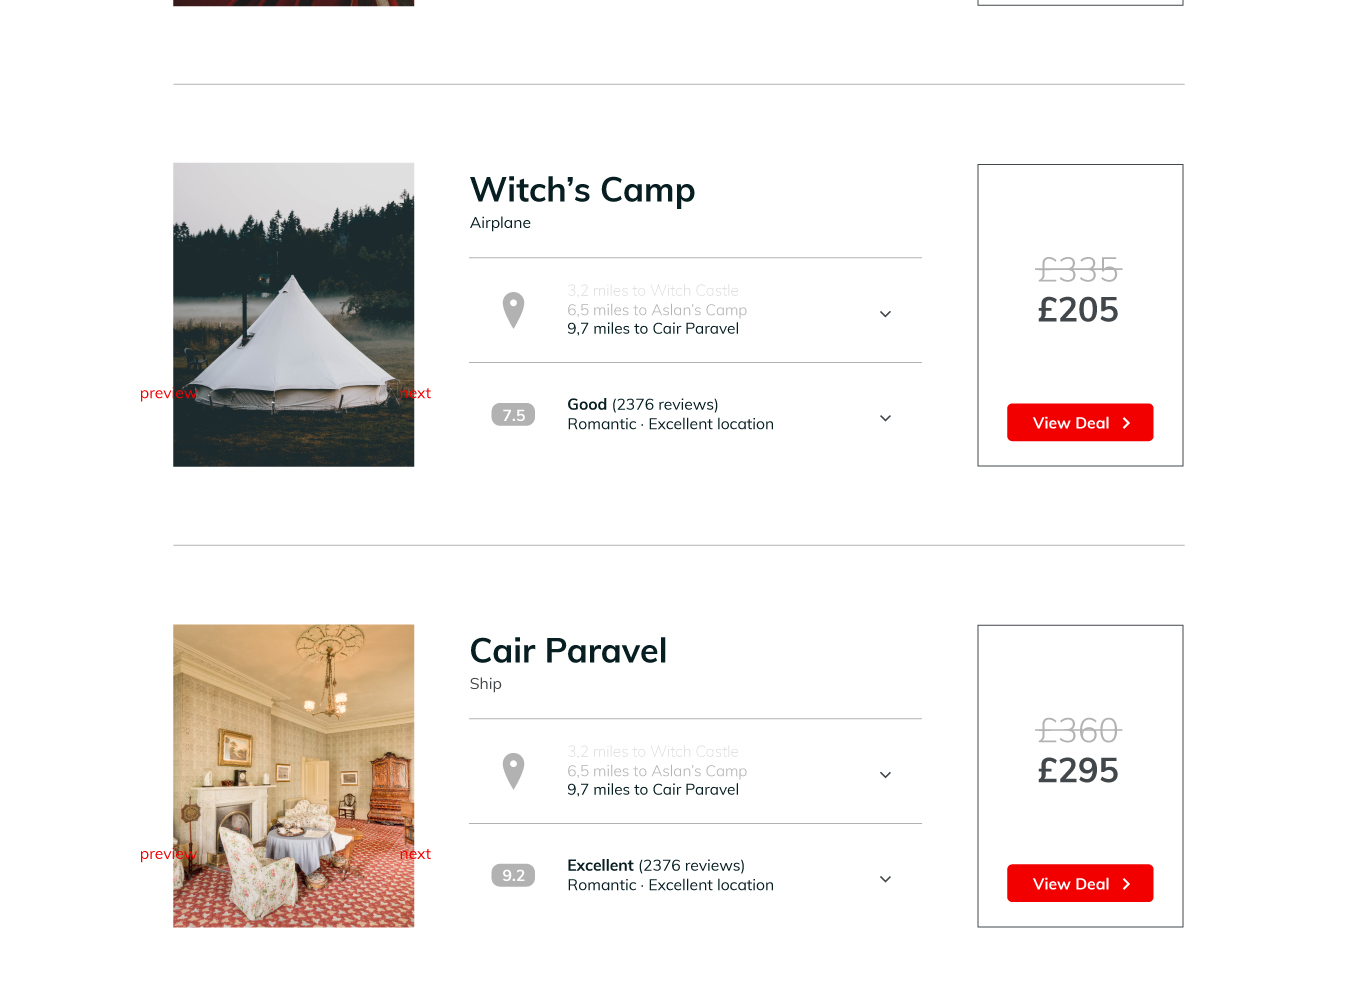 Witch’s Camp
Airplane
3,2 miles to Witch Castle
6,5 miles to Aslan's Camp
9,7 miles to Cair Paravel
preview
next
7.5
Good (2376 reviews)
Romantic · Excellent location
£335
£205
View Deal
Cair Paravel
Ship
3,2 miles to Witch Castle
6,5 miles to Aslan's Camp
9,7 miles to Cair Paravel
preview
next
9.2
Excellent (2376 reviews)
Romantic · Excellent location
£360
£295
View Deal